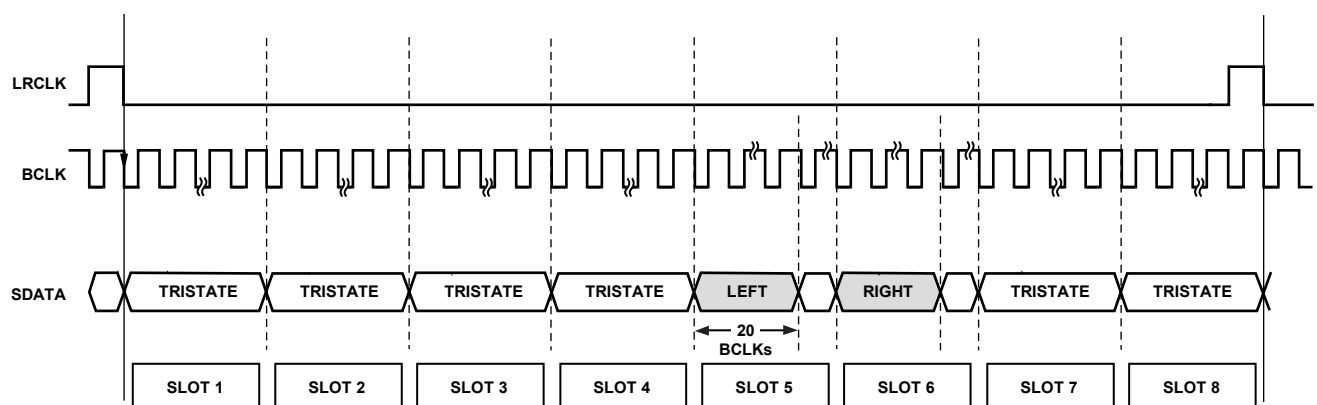 LRCLK
BCLK
SDATA
TRISTATE TRISTATE TRISTATE TRISTATE LEFT RIGHT TRISTATE TRISTATE
20
BCLKs
SLOT 1 SLOT 2 SLOT 3 SLOT 4 SLOT 5 SLOT 6 SLOT 7 SLOT 8